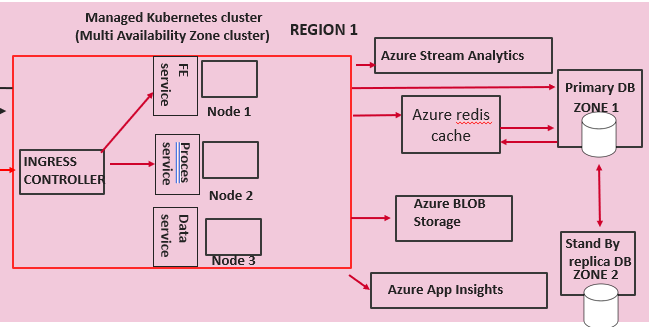 Managed Kubernetes cluster
(Multi Availability Zone cluster)
REGION 1
FE
service
Node 1
INGRESS
CONTROLLER
Proces
service
Node 2
Data
service
Node 3
Azure Stream Analytics
Azure redis
cache
Azure BLOB
Storage
Azure App Insights
Primary DB
ZONE 1
Stand By
replica DB
ZONE 2